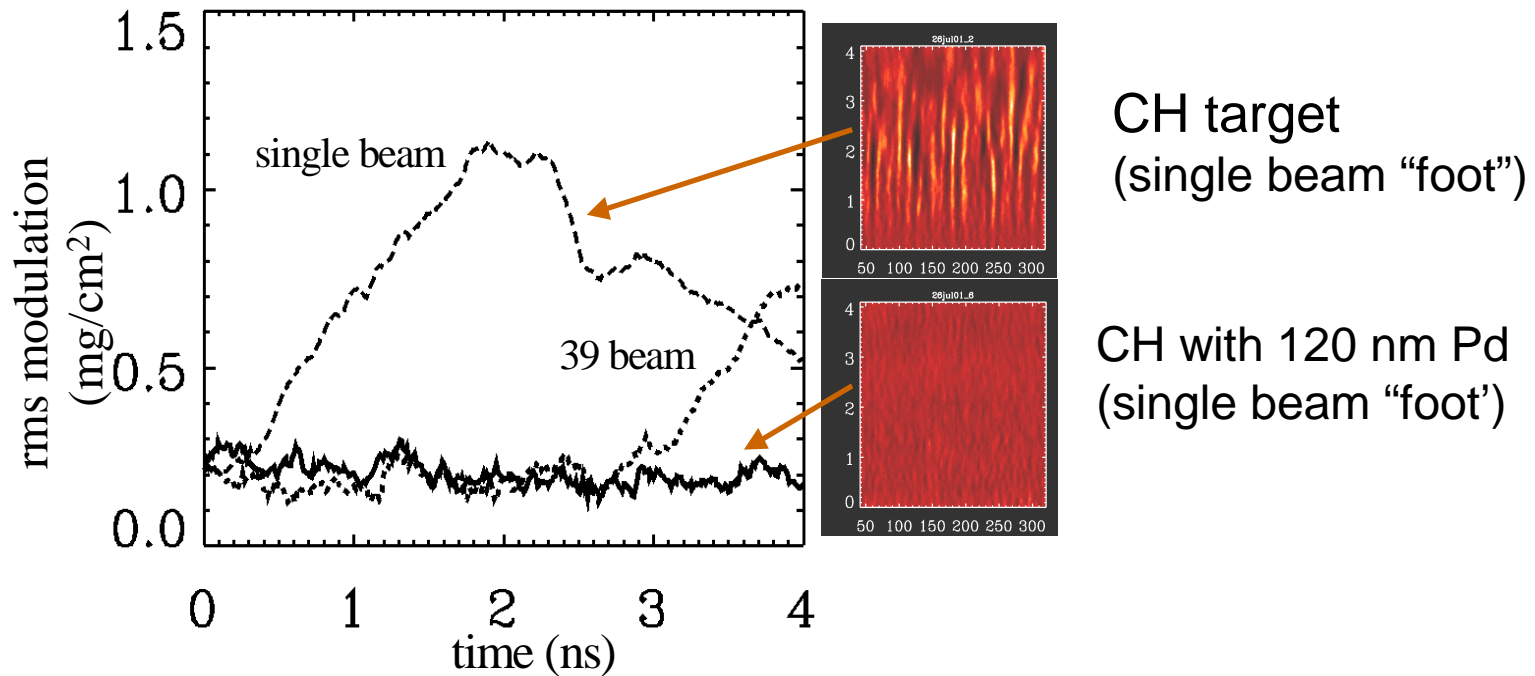 rms modulation
(mg/cm²)
1.5
1.0
0.5
0.0
single beam
39 beam
0 1 2 3 4
time (ns)
26jul01_2
4
3
2
1
0
50 100 150 200 250 300
CH target
(single beam “foot”)
26jul01_6
4
3
2
1
0
50 100 150 200 250 300
CH with 120 nm Pd
(single beam “foot’)